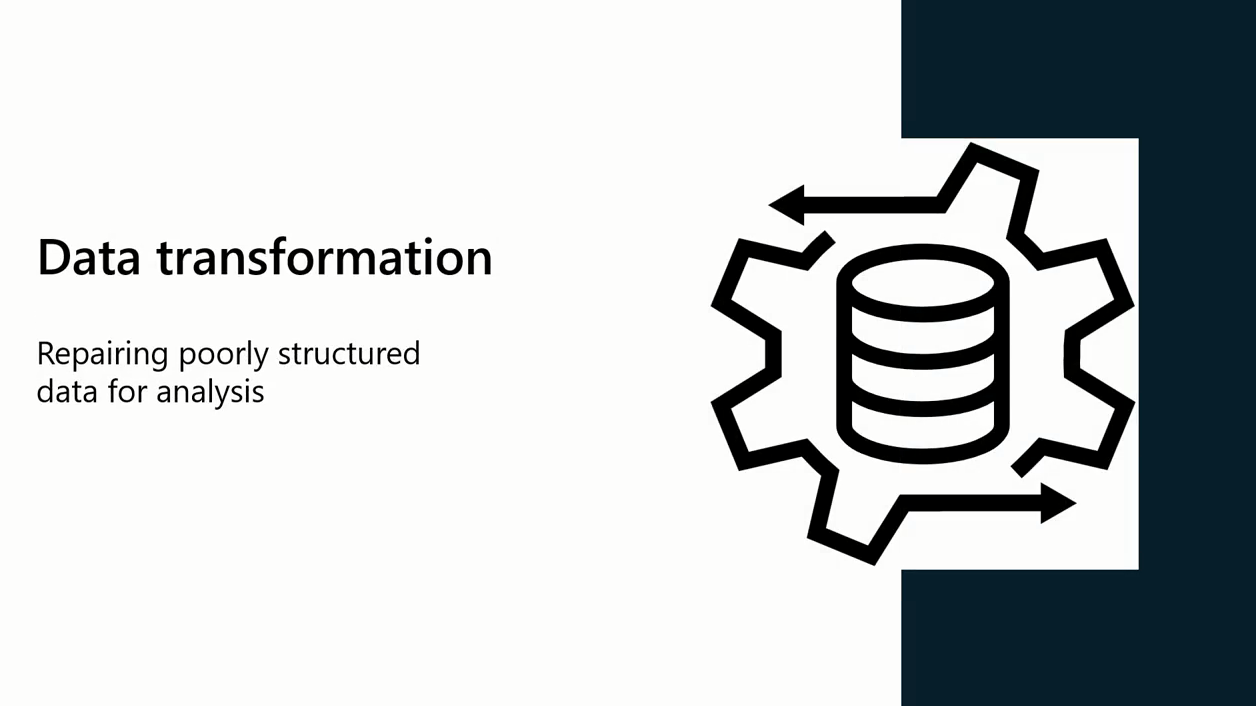 Data transformation
Repairing poorly structured
data for analysis